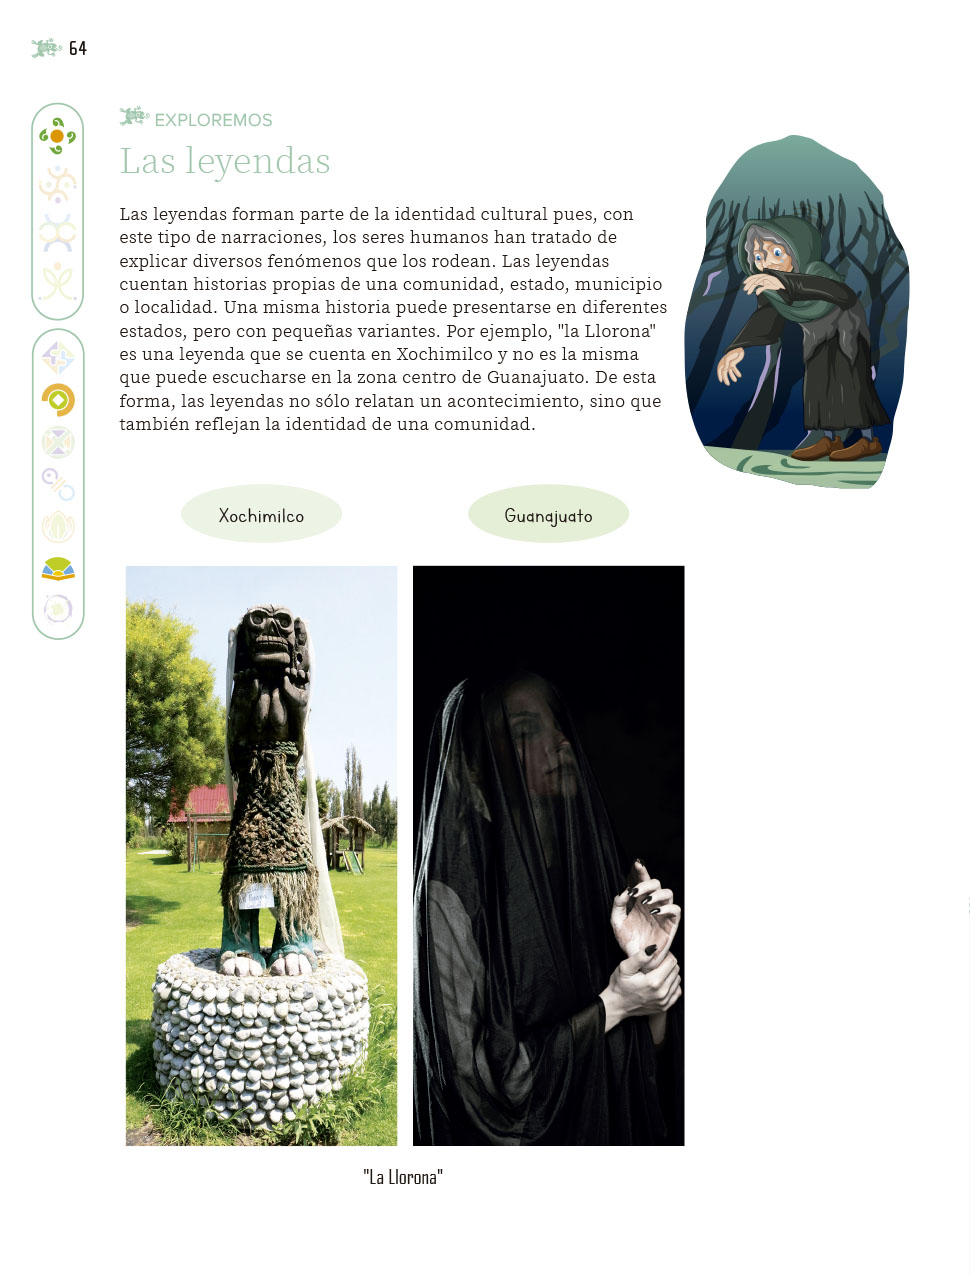 64
EXPLOREMOS
Las leyendas
Las leyendas forman parte de la identidad cultural pues, con
este tipo de narraciones, los seres humanos han tratado de
explicar diversos fenómenos que los rodean. Las leyendas
cuentan historias propias de una comunidad, estado, municipio
o localidad. Una misma historia puede presentarse en diferentes
estados, pero con pequeñas variantes. Por ejemplo, "la Llorona"
es una leyenda que se cuenta en Xochimilco y no es la misma
que puede escucharse en la zona centro de Guanajuato. De esta
forma, las leyendas no sólo relatan un acontecimiento, sino que
también reflejan la identidad de una comunidad.
Xochimilco
Guanajuato
"La Llorona"